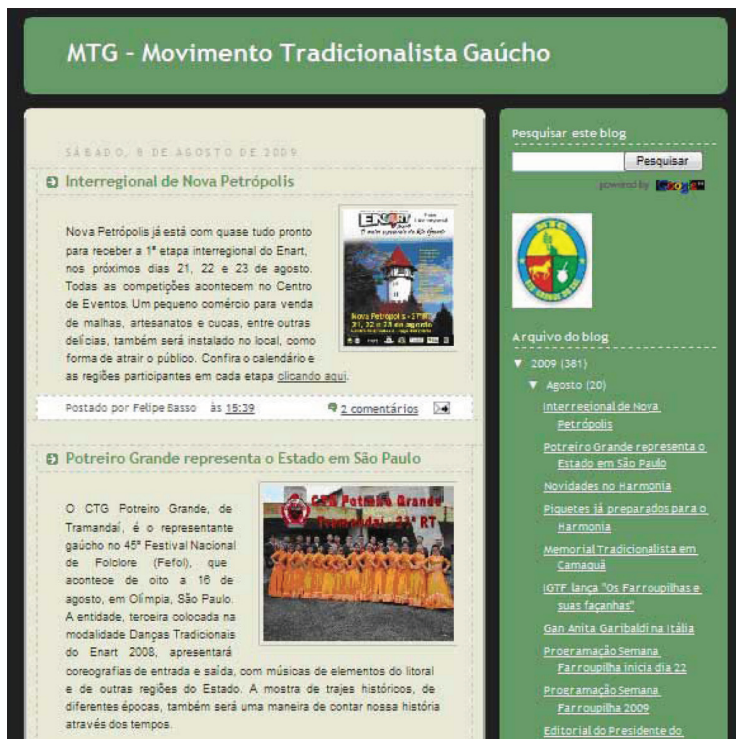 MTG – Movimento Tradicionalista Gaúcho
SÁBADO, 8 DE AGOSTO DE 2009
Interregional de Nova Petrópolis
Nova Petrópolis já está com quase tudo pronto
para receber a 1ª etapa interregional do Enart,
nos próximos dias 21, 22 e 23 de agosto.
Todas as competições acontecem no Centro
de Eventos. Um pequeno comércio para venda
de malhas, artesanatos e cucas, entre outras
delícias, também será instalado no local, como
forma de atrair o público. Confira o calendário e
as regiões participantes em cada etapa clicando aqui.
ENART
Nova Petrópolis - 1ª
21, 22 e 23 de agosto
Postado por Felipe Basso às 15:39 2 comentários
Potreiro Grande representa o Estado em São Paulo
O CTG Potreiro Grande, de
Tramandaí, é o representante
gaúcho no 45º Festival Nacional
de Folclore (Fefol), que
acontece de oito a 16 de
agosto, em Olímpia, São Paulo.
A entidade, terceira colocada na
modalidade Danças Tradicionais
do Enart 2008, apresentará
coreografias de entrada e saída, com músicas de elementos do litoral
e de outras regiões do Estado. A mostra de trajes históricos, de
diferentes épocas, também será uma maneira de contar nossa história
através dos tempos.
CTG Potreiro Grande
Tramandaí - 23ª RT
Pesquisar este blog
Pesquisar
powered by Google
MTG
RIO GRANDE DO SUL
Arquivo do blog
▼ 2009 (381)
▼ Agosto (20)
Interregional de Nova
Petrópolis
Potreiro Grande representa o
Estado em São Paulo
Novidades no Harmonia
Piquetes já preparados para o
Harmonia
Memorial Tradicionalista em
Camaquã
IGTF lança "Os Farroupilhas e
suas façanhas"
Gan Anita Garibaldi na Itália
Programação Semana
Farroupilha inicia dia 22
Programação Semana
Farroupilha 2009
Editorial do Presidente do